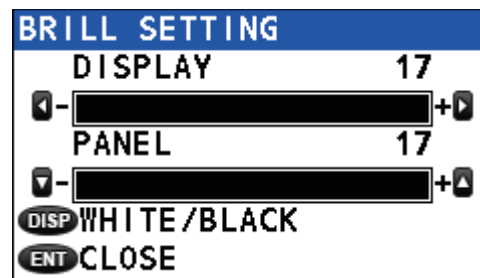 BRILL SETTING
DISPLAY 17
- +
PANEL 17
- +
DISP WHITE/BLACK
ENT CLOSE